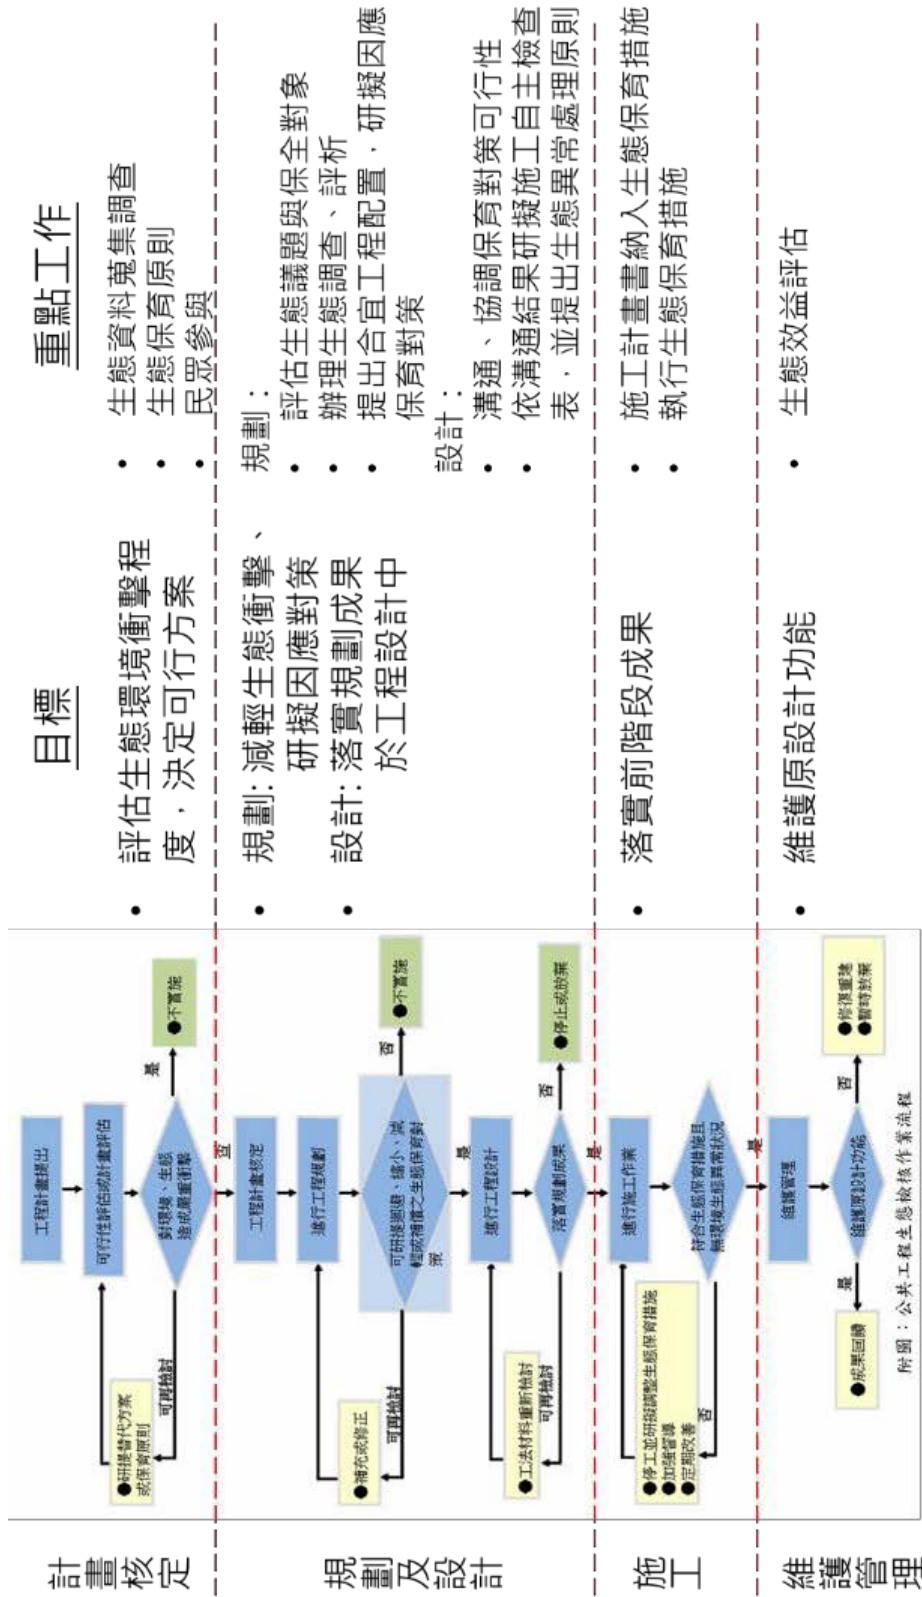 目標
重點工作
計畫核定
工程計畫提出
可行性評估或計畫評估
對環境、生態
造成嚴重衝擊
是
●不實施
可再檢討
●研提替代方案
或保育原則
否
• 評估生態環境衝擊程
度，決定可行方案
• 生態資料蒐集調查
• 生態保育原則
• 民眾參與
規劃及設計
工程計畫核定
進行工程規劃
可研提迴避、縮小、減
輕或補償之生態保育對
策
否
●不實施
可再檢討
●補充或修正
是
進行工程設計
落實規劃成果
否
●停止或放棄
可再檢討
●工法材料重新檢討
是
• 規劃: 減輕生態衝擊、
研擬因應對策
• 設計: 落實規劃成果
於工程設計中
規劃：
• 評估生態議題與保全對象
• 辦理生態調查、評析
• 提出合宜工程配置，研擬因應
保育對策
設計：
• 溝通、協調保育對策可行性
• 依溝通結果研擬施工自主檢查
表，並提出生態異常處理原則
施工
進行施工作業
符合生態保育措施且
無環境生態異常狀況
否
●停工並研擬調整生態保育措施
●加強督導
●定期改善
是
• 落實前階段成果
• 施工計畫書納入生態保育措施
• 執行生態保育措施
維護管理
維護管理
維護原設計功能
否
●修復重建
●暫時放棄
是
●成果回饋
• 維護原設計功能
• 生態效益評估
附圖：公共工程生態檢核作業流程